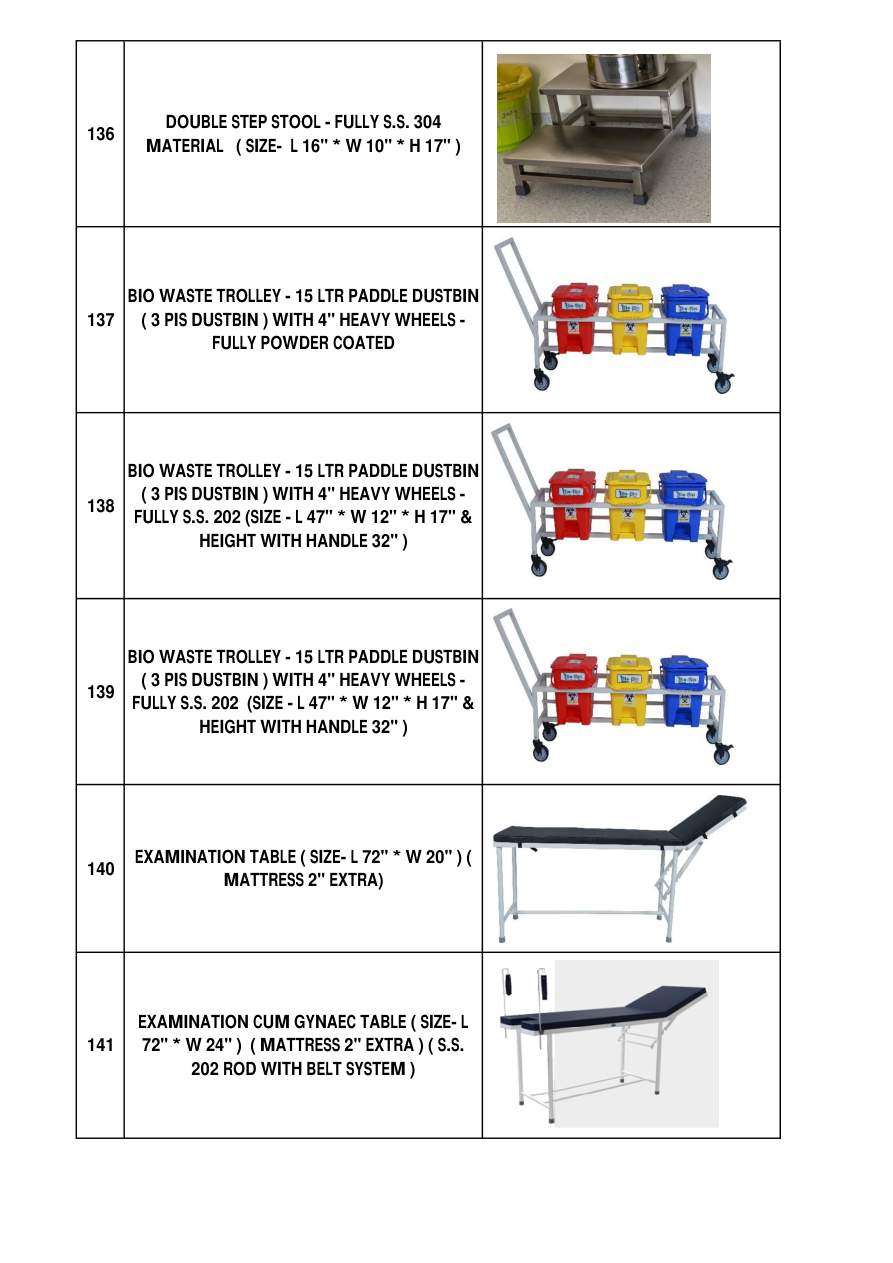 136
DOUBLE STEP STOOL - FULLY S.S. 304
MATERIAL ( SIZE- L 16" * W 10" * H 17" )
137
BIO WASTE TROLLEY - 15 LTR PADDLE DUSTBIN
( 3 PIS DUSTBIN ) WITH 4" HEAVY WHEELS -
FULLY POWDER COATED
138
BIO WASTE TROLLEY - 15 LTR PADDLE DUSTBIN
( 3 PIS DUSTBIN ) WITH 4" HEAVY WHEELS -
FULLY S.S. 202 (SIZE - L 47" * W 12" * H 17" &
HEIGHT WITH HANDLE 32" )
139
BIO WASTE TROLLEY - 15 LTR PADDLE DUSTBIN
( 3 PIS DUSTBIN ) WITH 4" HEAVY WHEELS -
FULLY S.S. 202 (SIZE - L 47" * W 12" * H 17" &
HEIGHT WITH HANDLE 32" )
140
EXAMINATION TABLE ( SIZE- L 72" * W 20" ) (
MATTRESS 2" EXTRA)
141
EXAMINATION CUM GYNAEC TABLE ( SIZE- L
72" * W 24" ) ( MATTRESS 2" EXTRA ) ( S.S.
202 ROD WITH BELT SYSTEM )